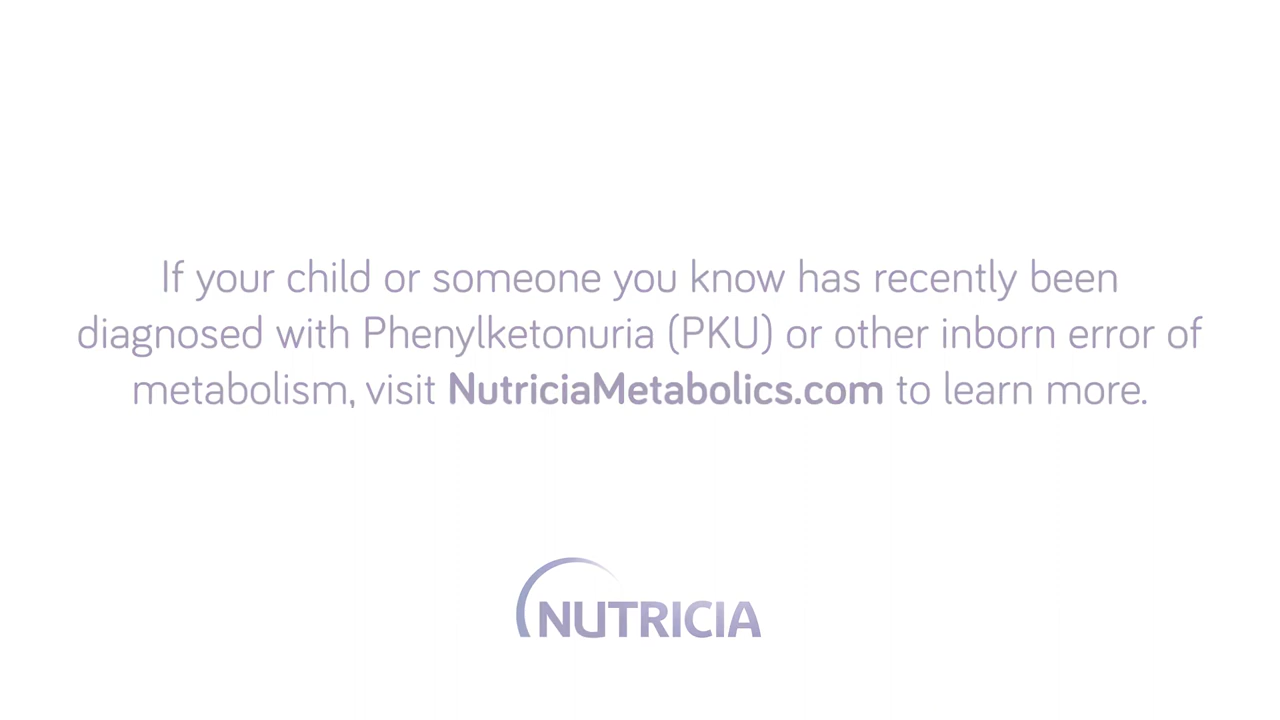 If your child or someone you know has recently been
diagnosed with Phenylketonuria (PKU) or other inborn error of
metabolism, visit NutriciaMetabolics.com to learn more.
NUTRICIA